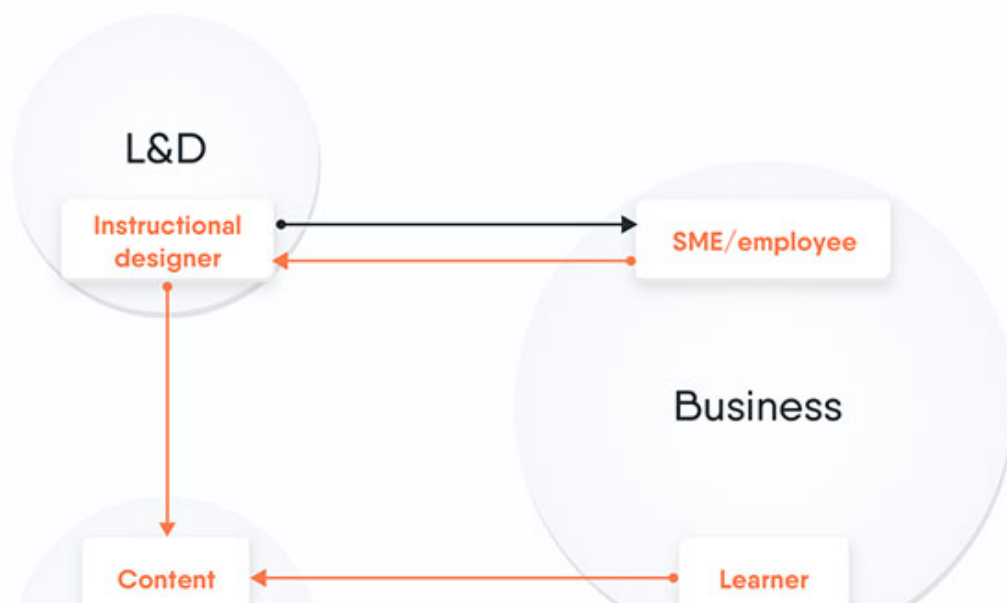 L&D
Instructional
designer
SME/employee
Business
Content
Learner